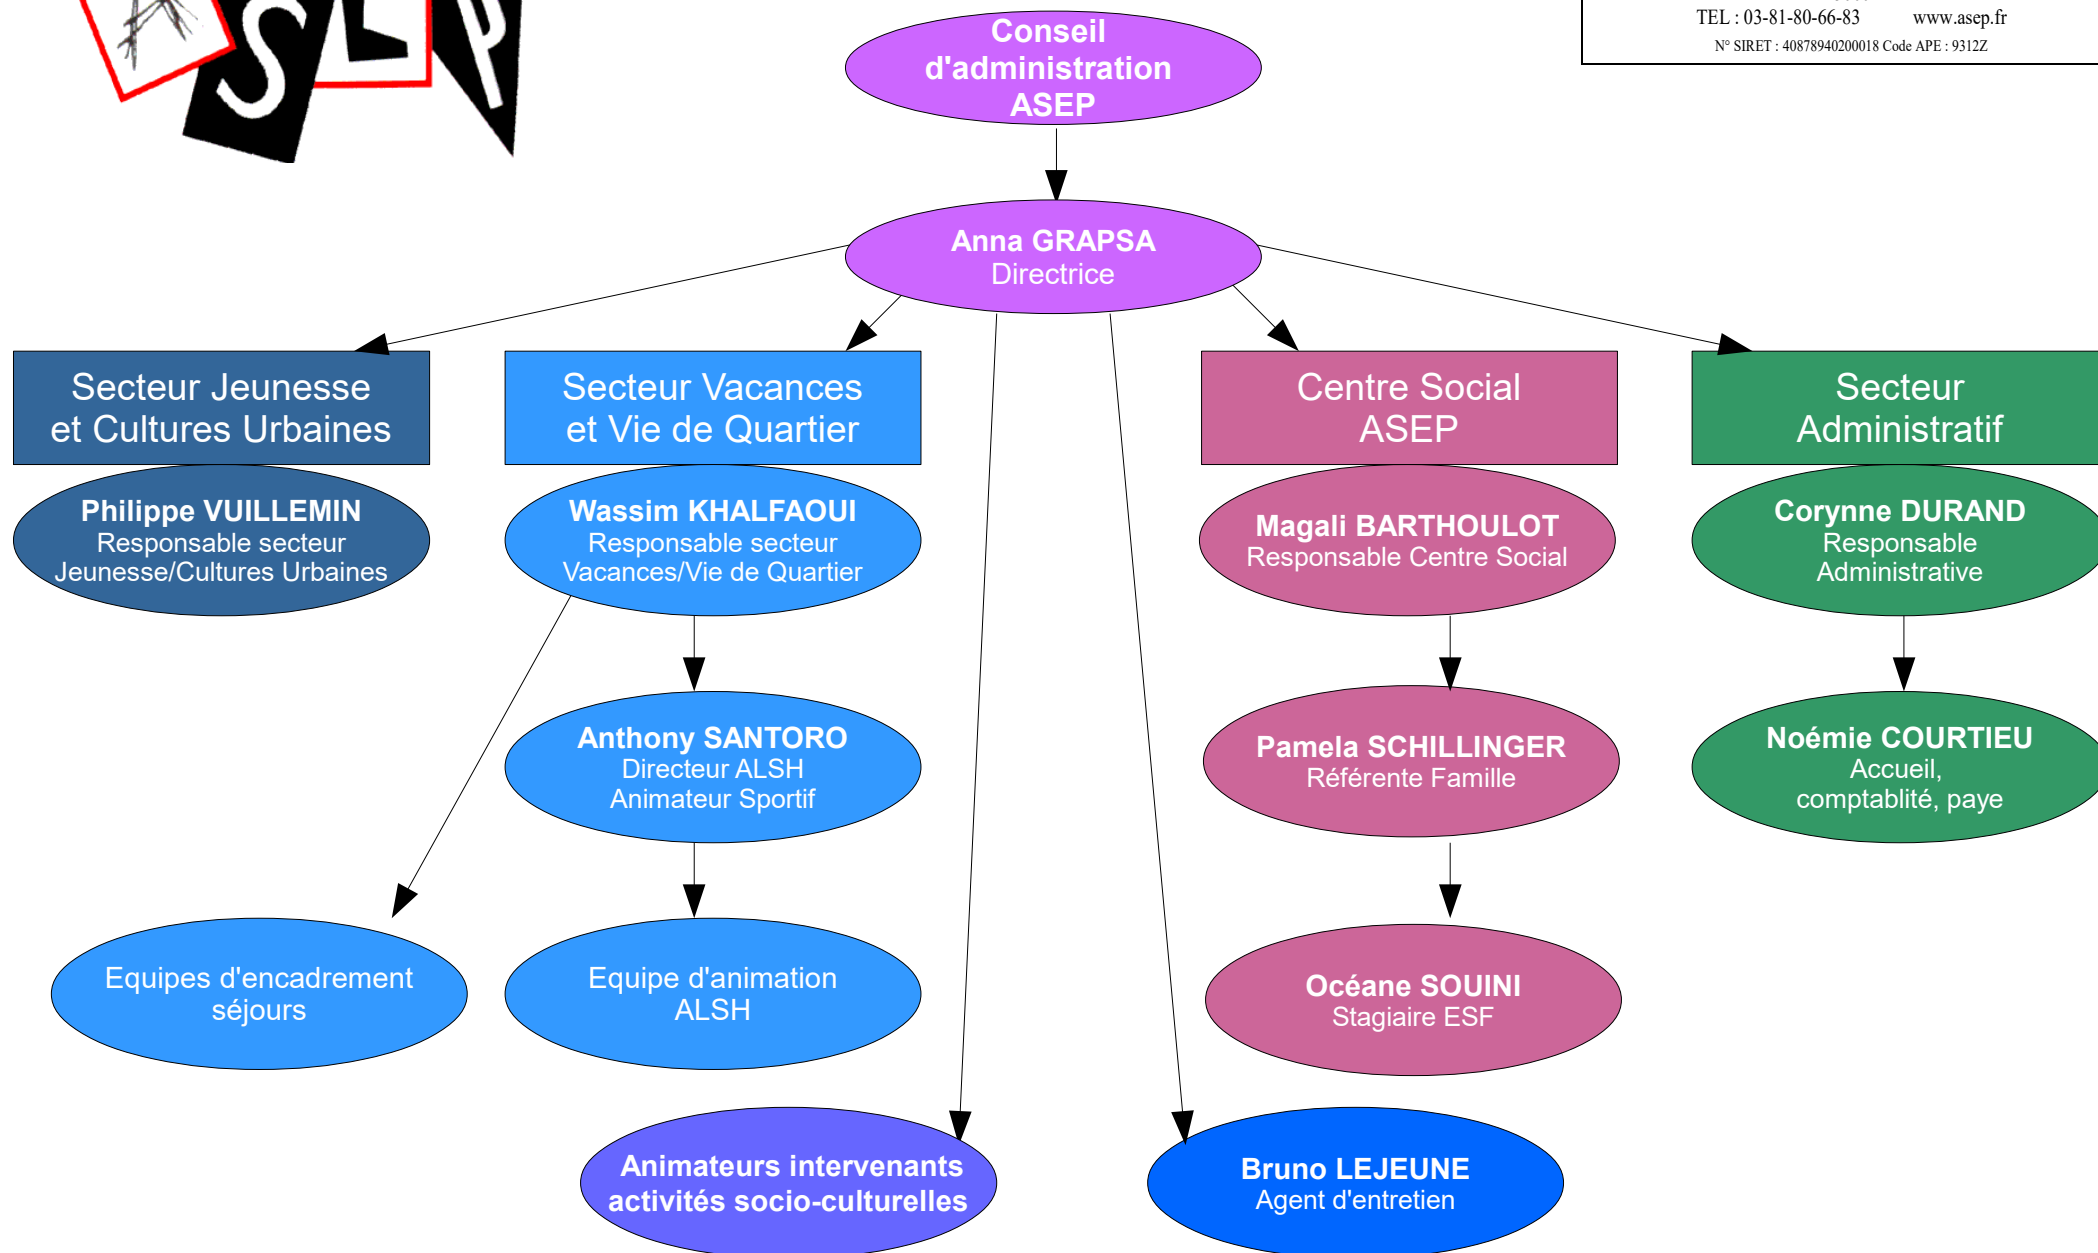 ASEP
TEL : 03-81-80-66-83 www.asep.fr
N° SIRET : 40878940200018 Code APE : 9312Z
Conseil
d'administration
ASEP
Anna GRAPSA
Directrice
Secteur Jeunesse
et Cultures Urbaines
Secteur Vacances
et Vie de Quartier
Centre Social
ASEP
Secteur
Administratif
Philippe VUILLEMIN
Responsable secteur
Jeunesse/Cultures Urbaines
Wassim KHALFAOUI
Responsable secteur
Vacances/Vie de Quartier
Magali BARTHOULOT
Responsable Centre Social
Corynne DURAND
Responsable
Administrative
Anthony SANTORO
Directeur ALSH
Animateur Sportif
Pamela SCHILLINGER
Référente Famille
Noémie COURTIEU
Accueil,
comptablité, paye
Equipes d'encadrement
séjours
Equipe d'animation
ALSH
Océane SOUINI
Stagiaire ESF
Animateurs intervenants
activités socio-culturelles
Bruno LEJEUNE
Agent d'entretien